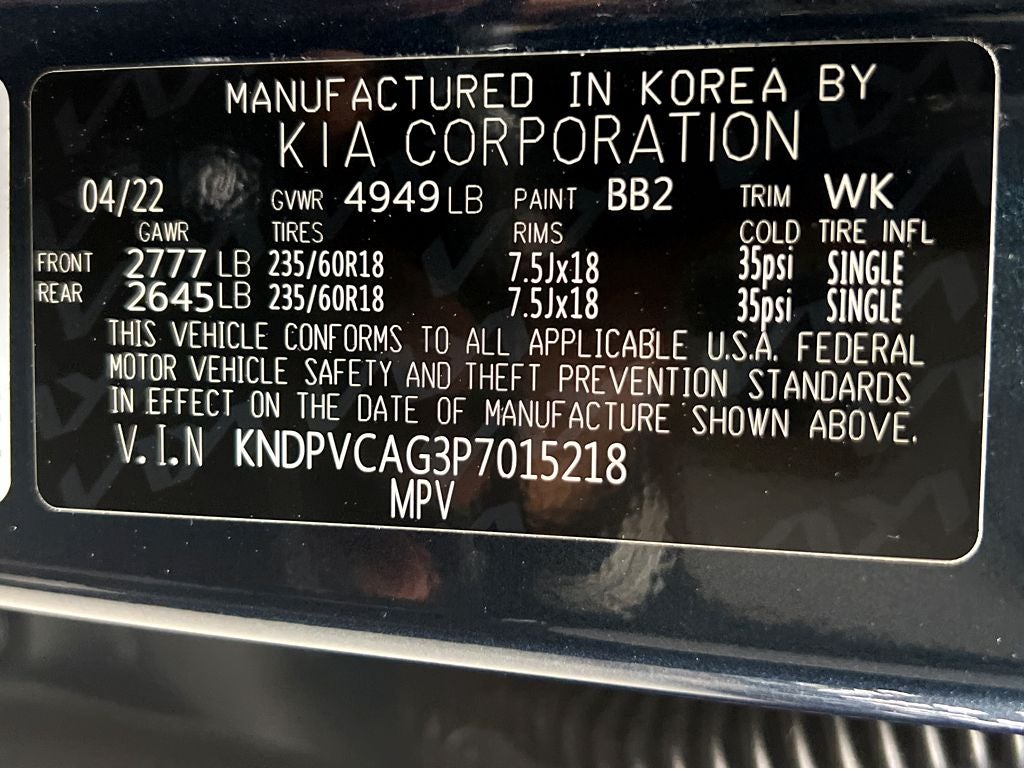 MANUFACTURED IN KOREA BY
KIA CORPORATION
04/22 GVWR 4949 LB PAINT BB2 TRIM WK
GAWR TIRES RIMS COLD TIRE INFL
FRONT 2777 LB 235/60R18 7.5Jx18 35psi SINGLE
REAR 2645 LB 235/60R18 7.5Jx18 35psi SINGLE
THIS VEHICLE CONFORMS TO ALL APPLICABLE U.S.A. FEDERAL
MOTOR VEHICLE SAFETY AND THEFT PREVENTION STANDARDS
IN EFFECT ON THE DATE OF MANUFACTURE SHOWN ABOVE.
V.I.N KNDPVCAG3P7015218
MPV